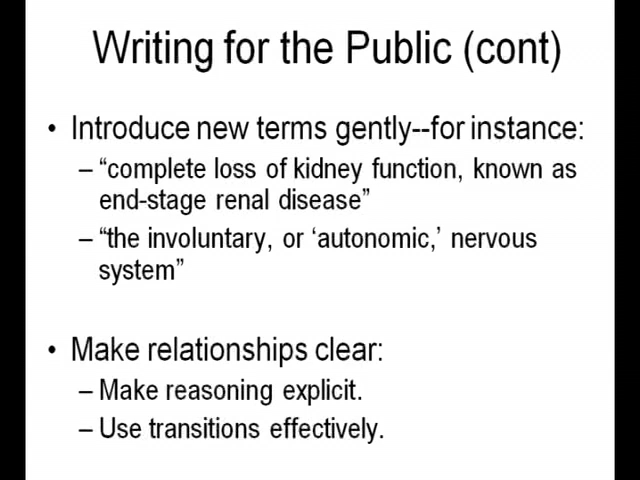 Writing for the Public (cont)
• Introduce new terms gently--for instance:
– “complete loss of kidney function, known as
end-stage renal disease”
– “the involuntary, or ‘autonomic,’ nervous
system”
• Make relationships clear:
– Make reasoning explicit.
– Use transitions effectively.